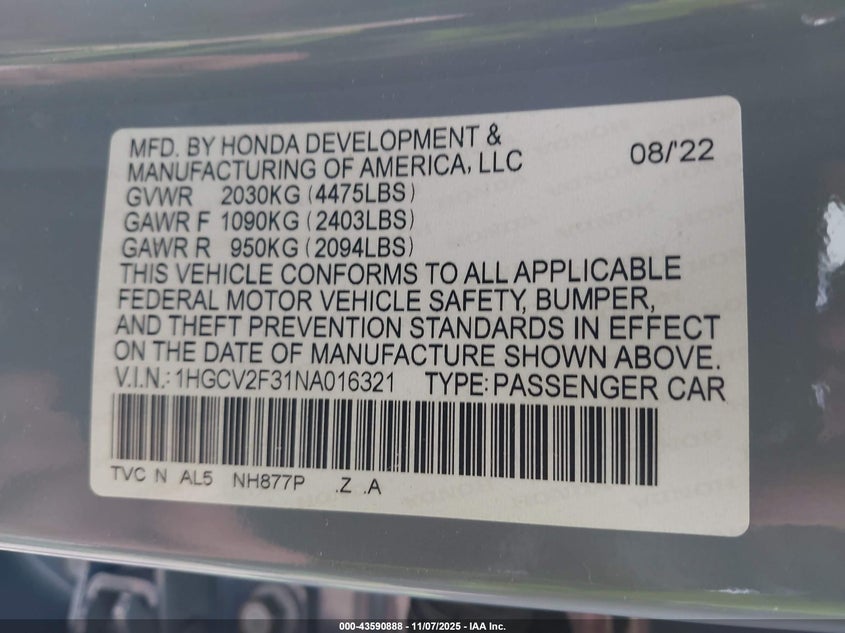 MFD. BY HONDA DEVELOPMENT &
MANUFACTURING OF AMERICA, LLC 08/'22
GVWR 2030KG (4475LBS)
GAWR F 1090KG (2403LBS)
GAWR R 950KG (2094LBS)
THIS VEHICLE CONFORMS TO ALL APPLICABLE
FEDERAL MOTOR VEHICLE SAFETY, BUMPER,
AND THEFT PREVENTION STANDARDS IN EFFECT
ON THE DATE OF MANUFACTURE SHOWN ABOVE.
V.I.N.: 1HGCV2F31NA016321 TYPE: PASSENGER CAR
TVC N AL5 NH877P .Z .A
000-43590888 - 11/07/2025 - IAA Inc.